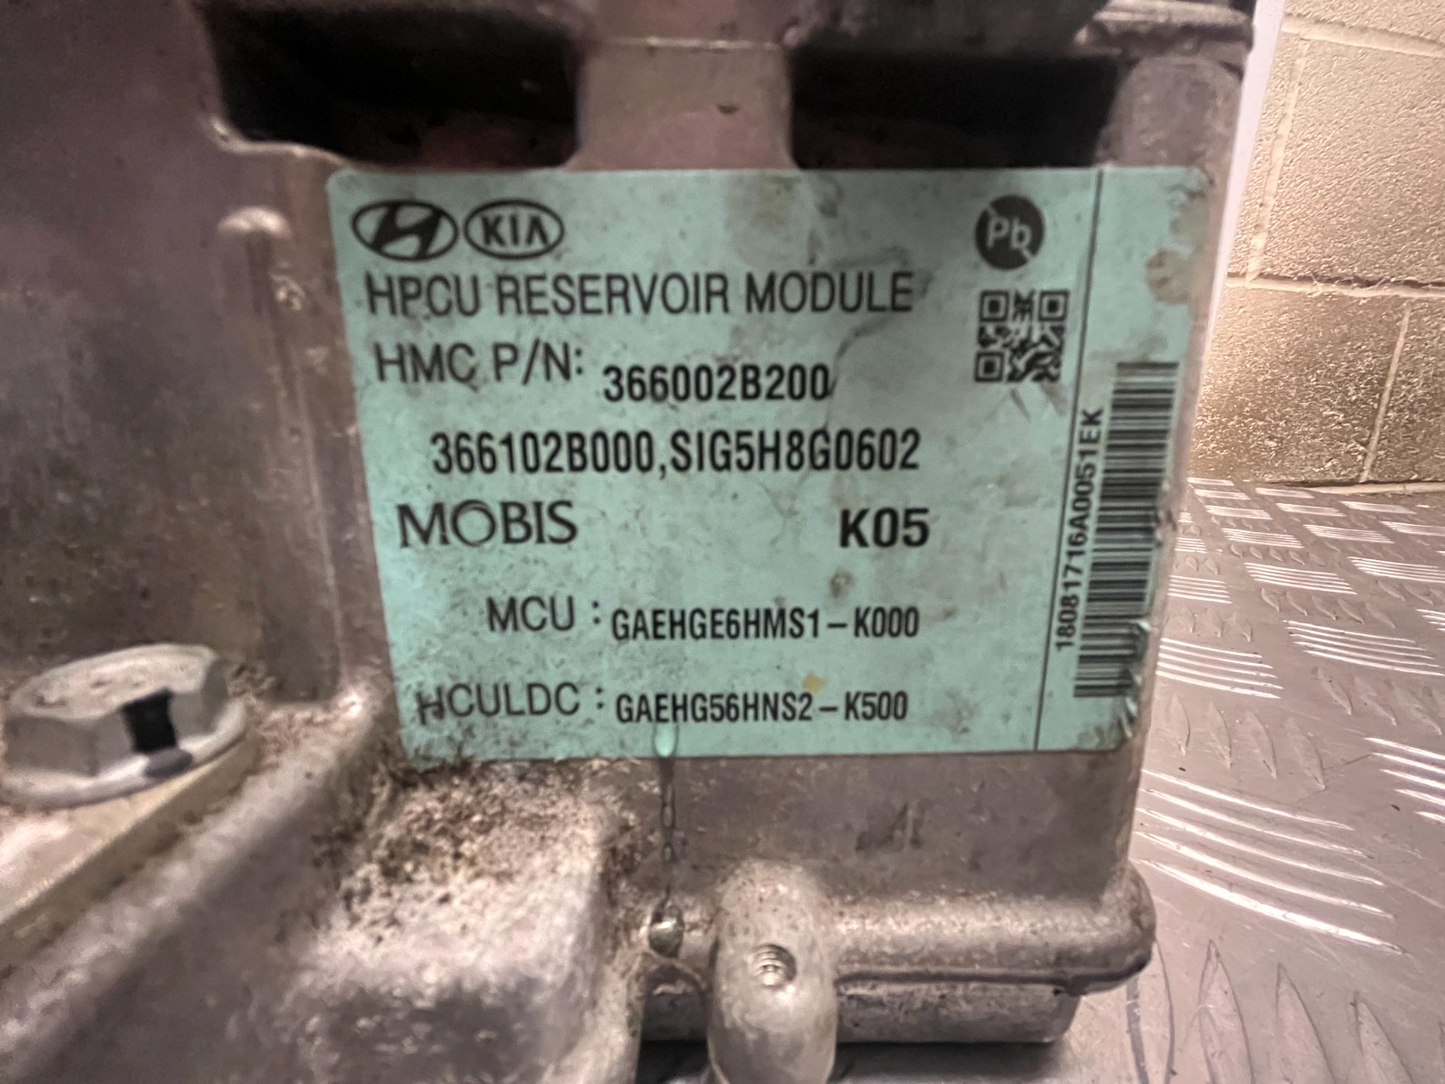 KIA
Pb
HPCU RESERVOIR MODULE
HMC P/N: 366002B200
366102B000,SIG5H8G0602
MOBIS K05
MCU : GAEHGE6HMS1-K000
HCULDC : GAEHG56HNS2-K500
18081716A0051EK